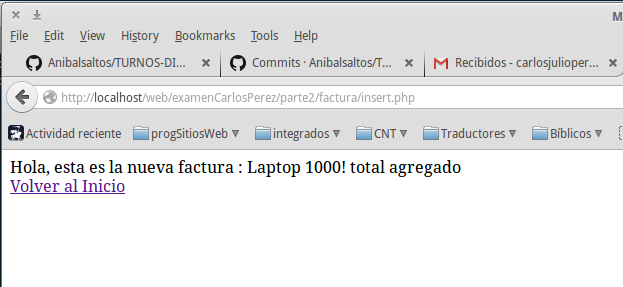 M
File Edit View History Bookmarks Tools Help
Anibalsaltos/TURNOS-DI... Commits · Anibalsaltos/T... Recibidos - carlosjulioper...
http://localhost/web/examenCarlosPerez/parte2/factura/insert.php
Actividad reciente progSitiosWeb integrados CNT Traductores Bíblicos
Hola, esta es la nueva factura : Laptop 1000! total agregado
Volver al Inicio